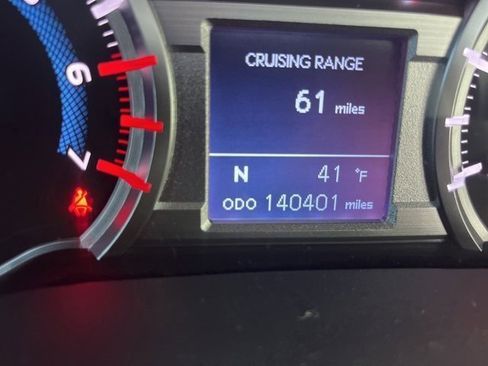 CRUISING RANGE
61 miles
6
7
N 41 °F
ODO 140401 miles